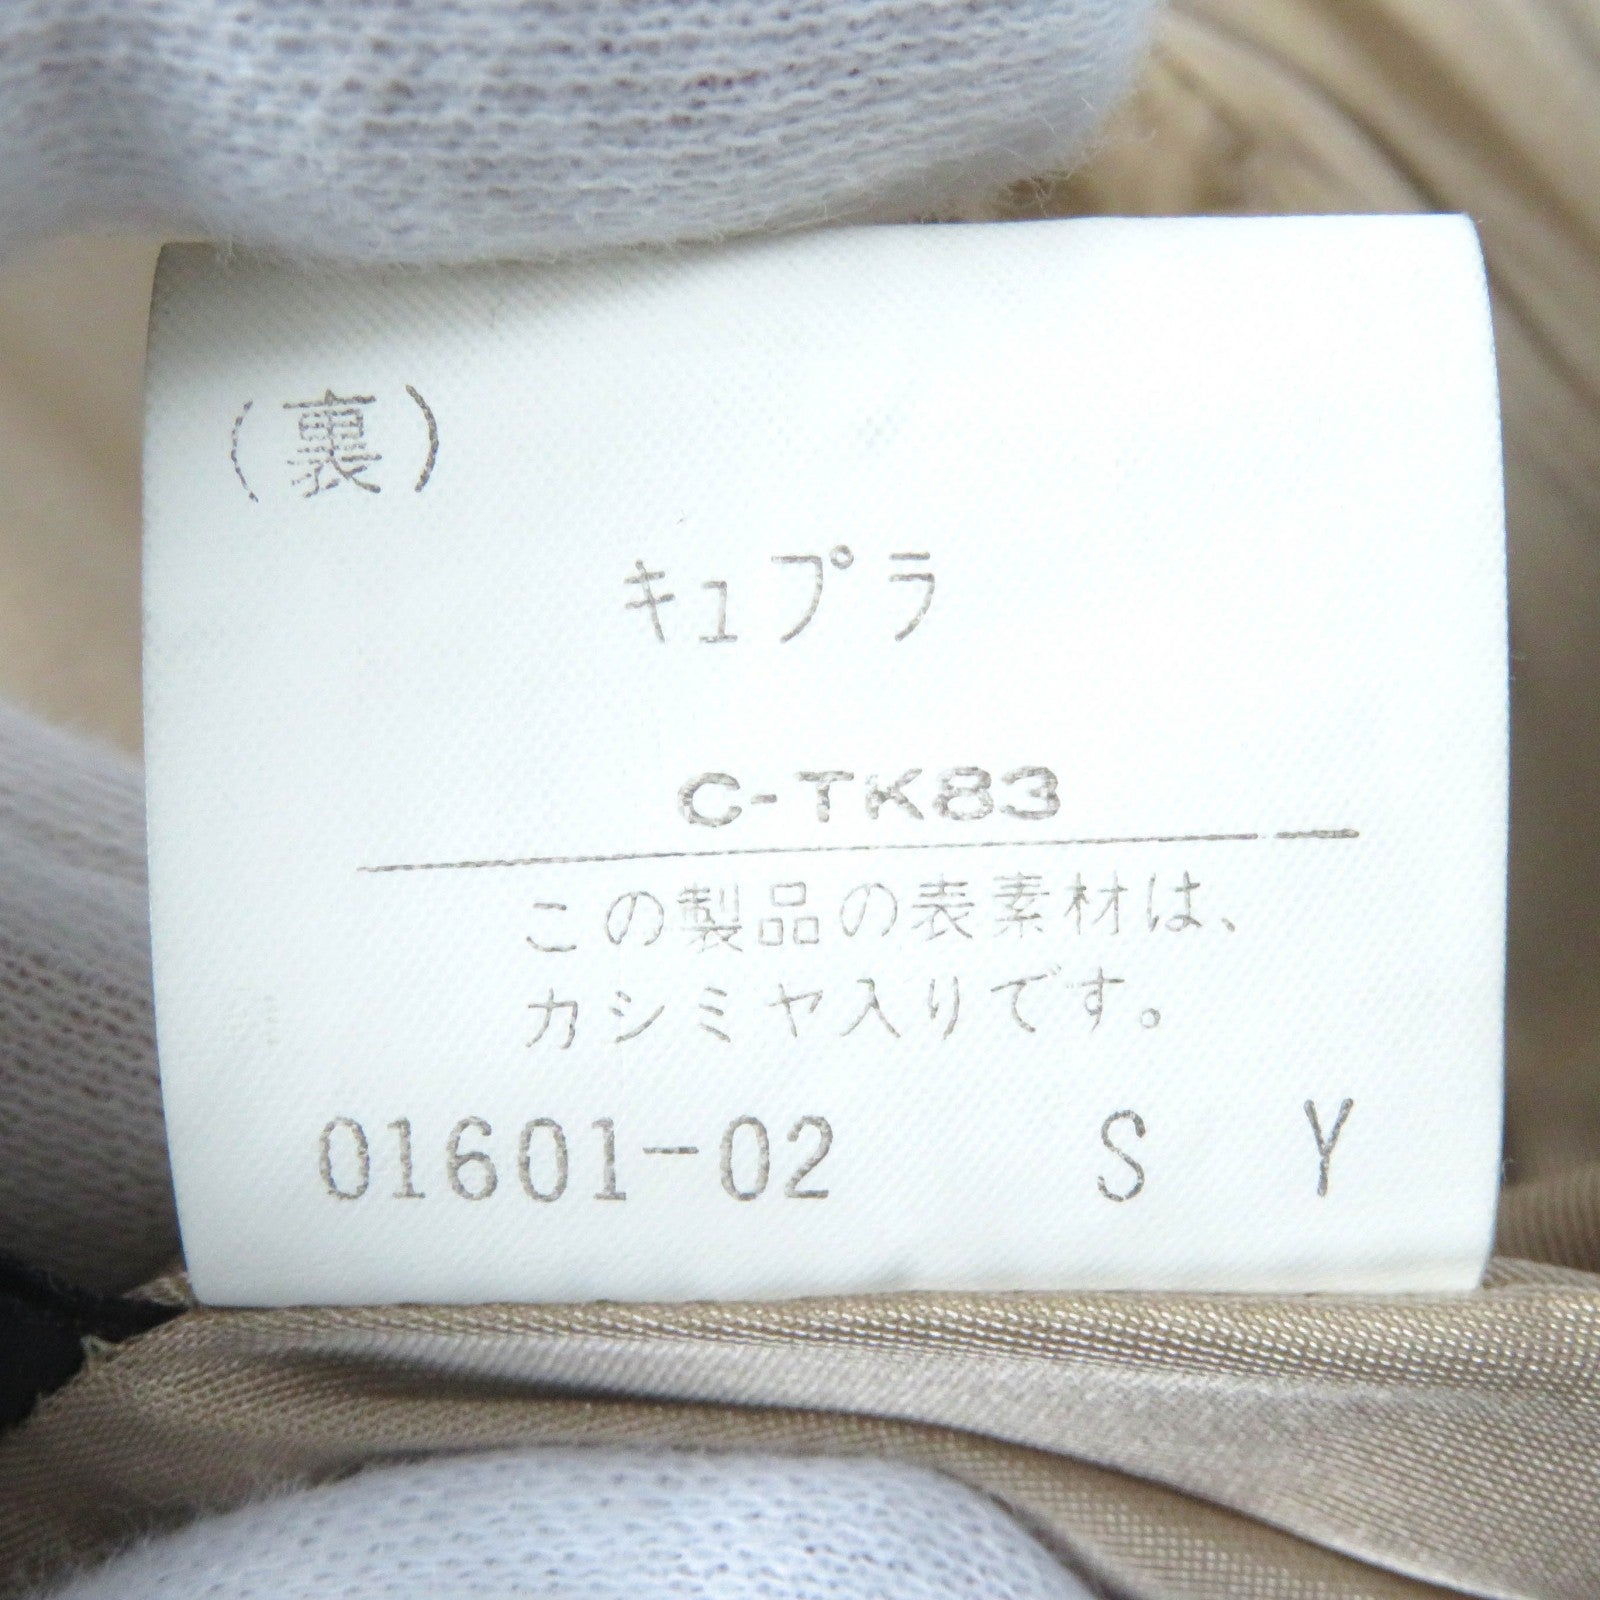 （裏）
キュプラ
C-TK83
この製品の表素材は、
カシミヤ入りです。
01601-02 S Y